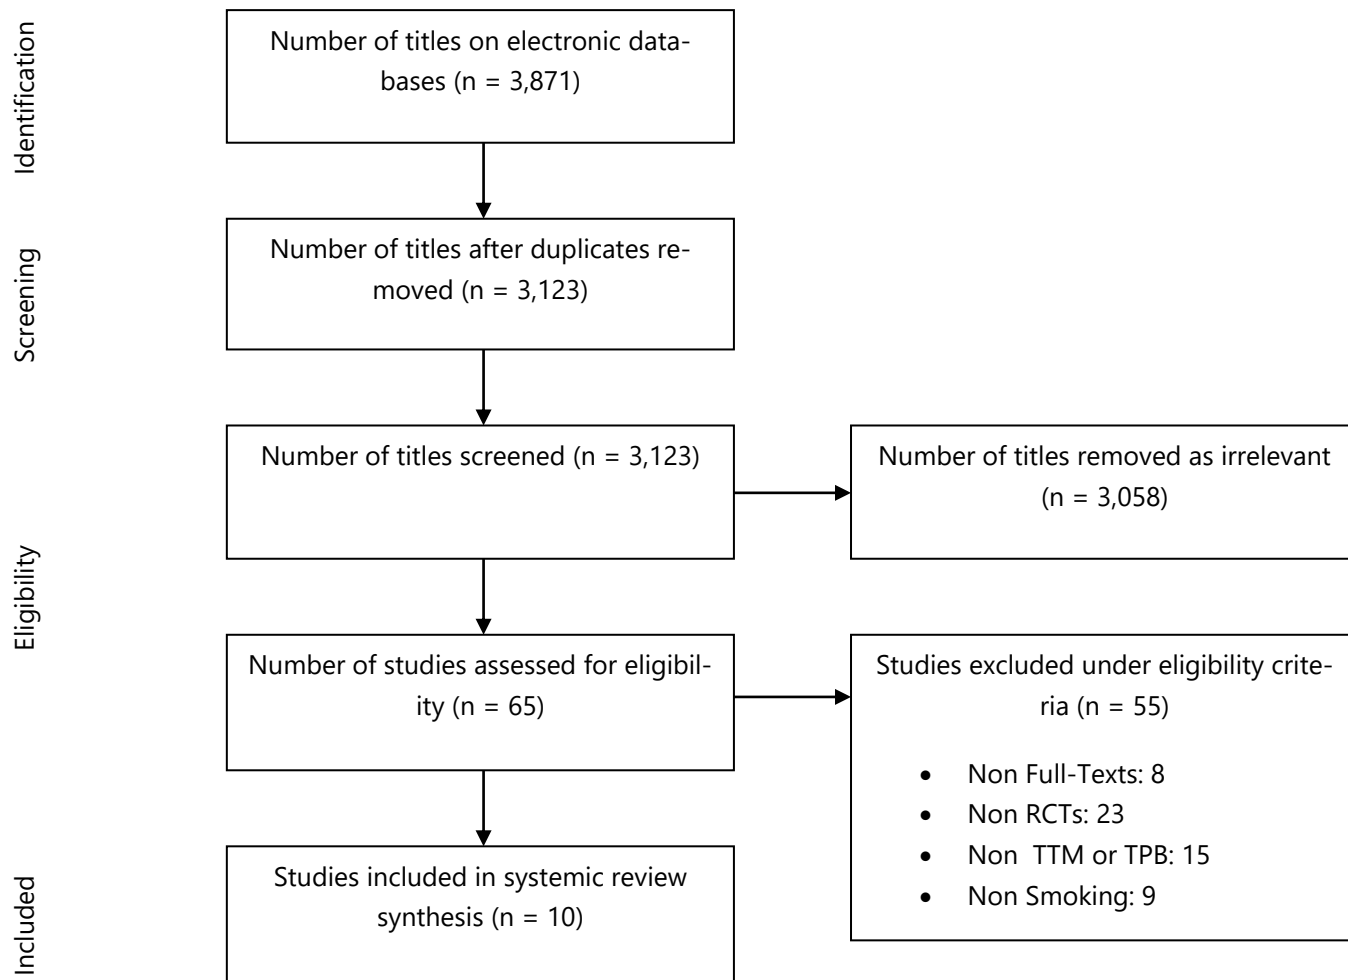 Identification
Number of titles on electronic data-
bases (n = 3,871)
Screening
Number of titles after duplicates re-
moved (n = 3,123)
Eligibility
Number of titles screened (n = 3,123)
Number of titles removed as irrelevant
(n = 3,058)
Number of studies assessed for eligibil-
ity (n = 65)
Studies excluded under eligibility crite-
ria (n = 55)
• Non Full-Texts: 8
• Non RCTs: 23
• Non  TTM or TPB: 15
• Non Smoking: 9
Included
Studies included in systemic review
synthesis (n = 10)